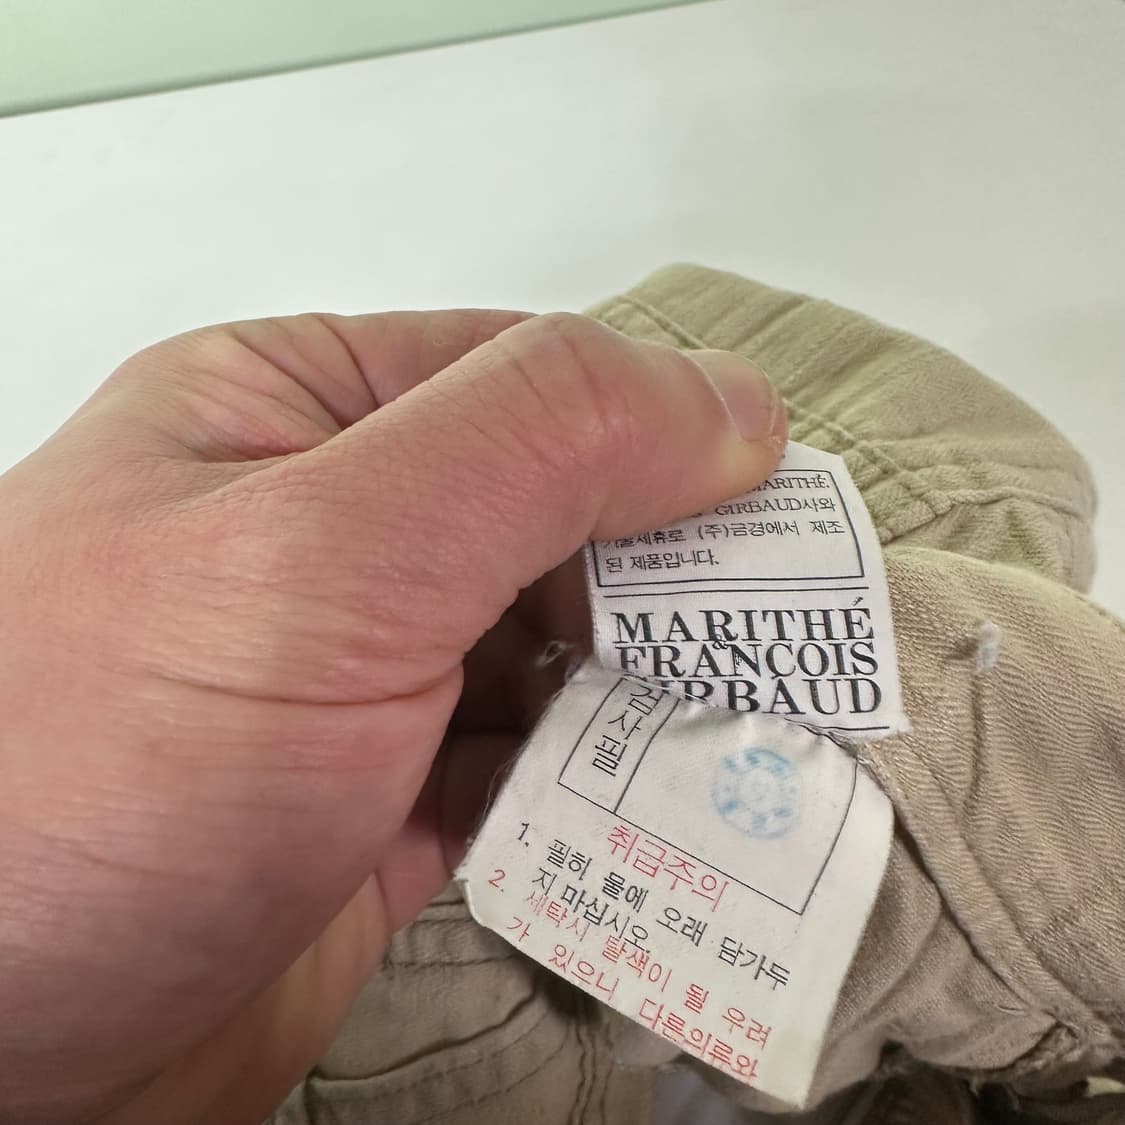 MARITHÉ.
GIRBAUD사와
기술제휴로 (주)금경에서 제조
된 제품입니다.
MARITHÉ
&
FRANÇOIS
GIRBAUD
검사필
취급주의
1. 필히 물에 오래 담가두
지 마십시오.
2. 세탁시 탈색이 될 우려
가 있으니 다른의류와